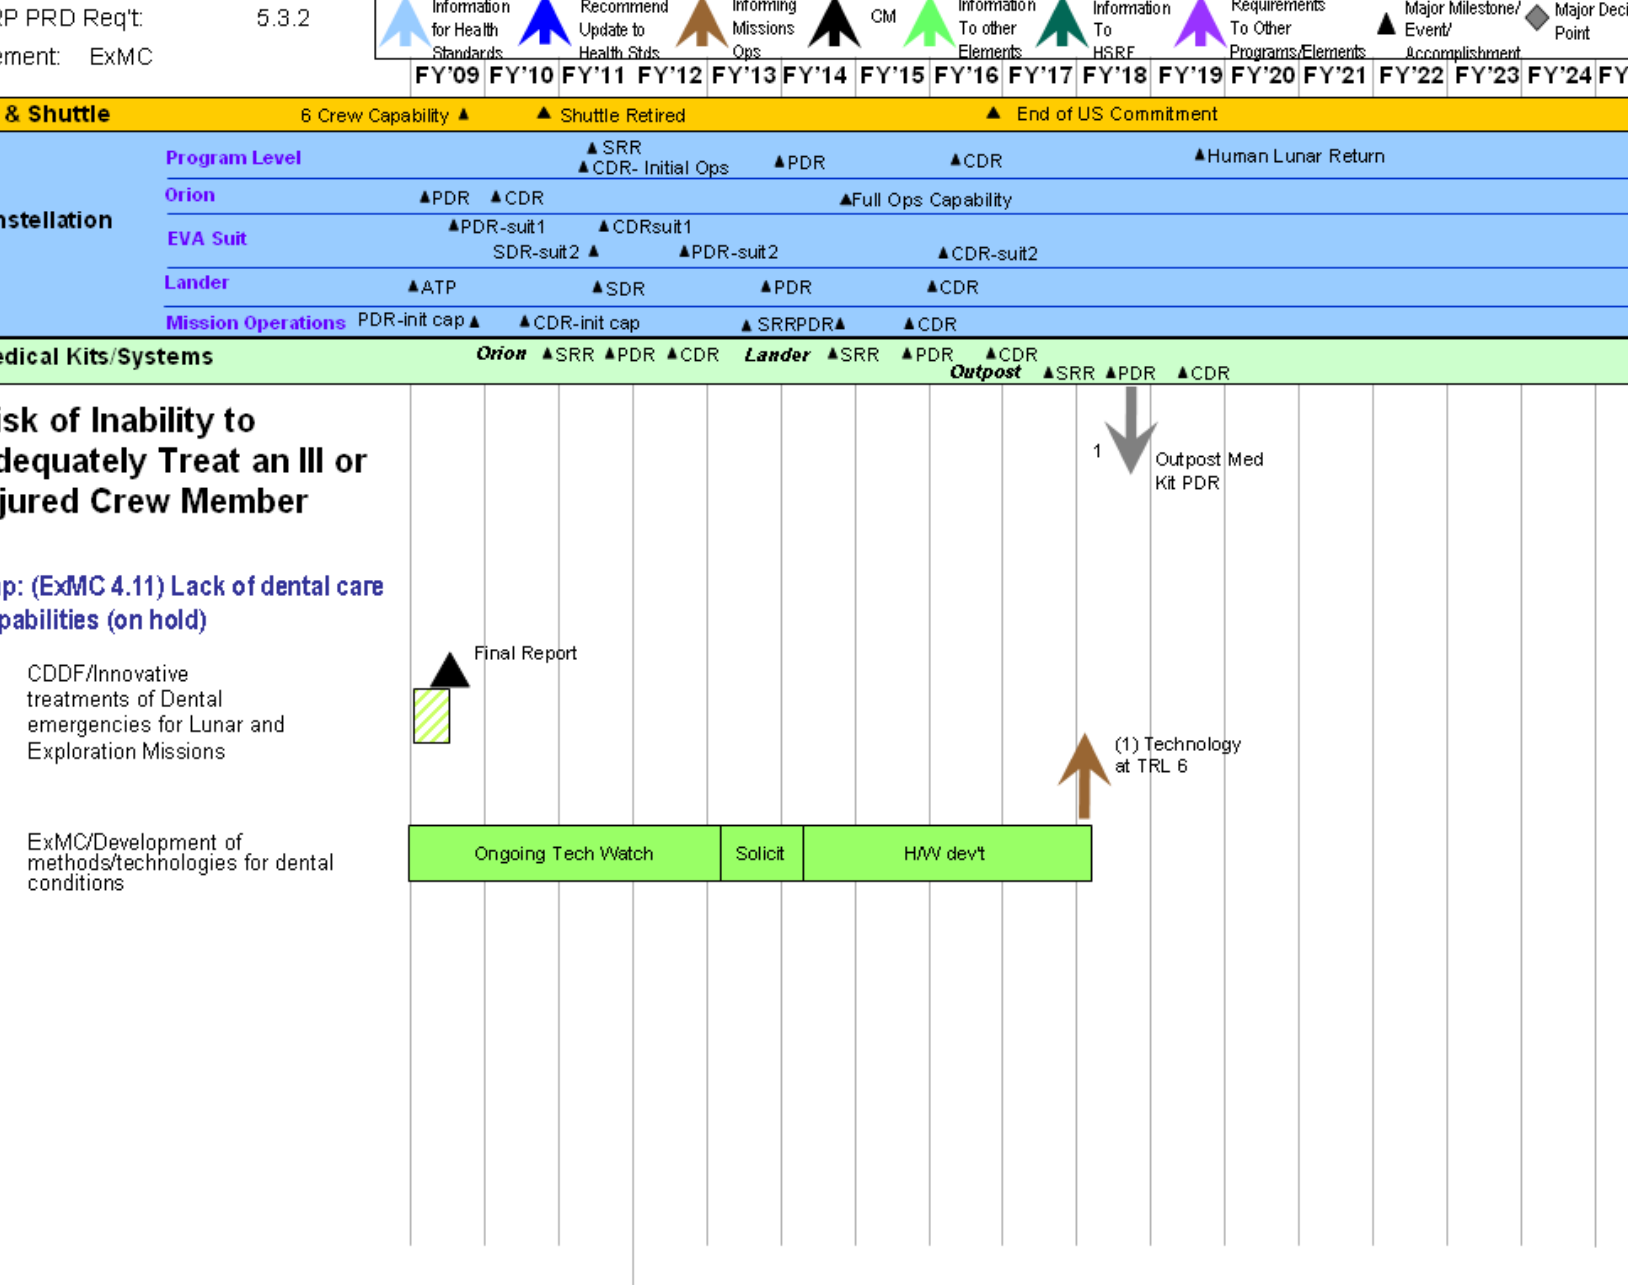 RP PRD Req't: 5.3.2
ement: ExMC
Information
for Health
Standards
Recommend
Update to
Health Stds
Informing
Missions
Ops
CM
Information
To other
Elements
Information
To
HSRF
Requirements
To Other
Programs/Elements
Major Milestone/
Event/
Accomplishment
Major Deci
Point
FY'09 FY'10 FY'11 FY'12 FY'13 FY'14 FY'15 FY'16 FY'17 FY'18 FY'19 FY'20 FY'21 FY'22 FY'23 FY'24 FY
& Shuttle 6 Crew Capability Shuttle Retired End of US Commitment
nstellation
Program Level SRR PDR CDR Human Lunar Return
CDR- Initial Ops
Orion PDR CDR Full Ops Capability
EVA Suit PDR-suit1 CDRsuit1
SDR-suit2 PDR-suit2 CDR-suit2
Lander ATP SDR PDR CDR
Mission Operations PDR-init cap CDR-init cap SRRPDR CDR
edical Kits/Systems Orion SRR PDR CDR Lander SRR PDR CDR
Outpost SRR PDR CDR
isk of Inability to
dequately Treat an Ill or
jured Crew Member
1
Outpost Med
Kit PDR
ap: (ExMC 4.11) Lack of dental care
pabilities (on hold)
Final Report
CDDF/Innovative
treatments of Dental
emergencies for Lunar and
Exploration Missions
(1) Technology
at TRL 6
ExMC/Development of
methods/technologies for dental
conditions
Ongoing Tech Watch Solicit H/W dev't